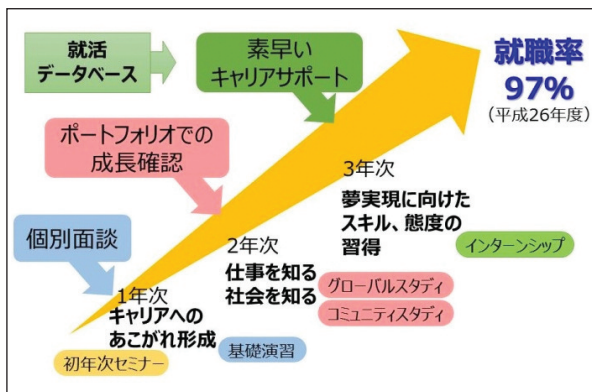 就活
データベース
素早い
キャリアサポート
就職率
97%
(平成26年度)
ポートフォリオでの
成長確認
個別面談
3年次
夢実現に向けた
スキル、態度の
習得
インターンシップ
2年次
仕事を知る
社会を知る
グローバルスタディ
コミュニティスタディ
1年次
キャリアへの
あこがれ形成
初年次セミナー
基礎演習